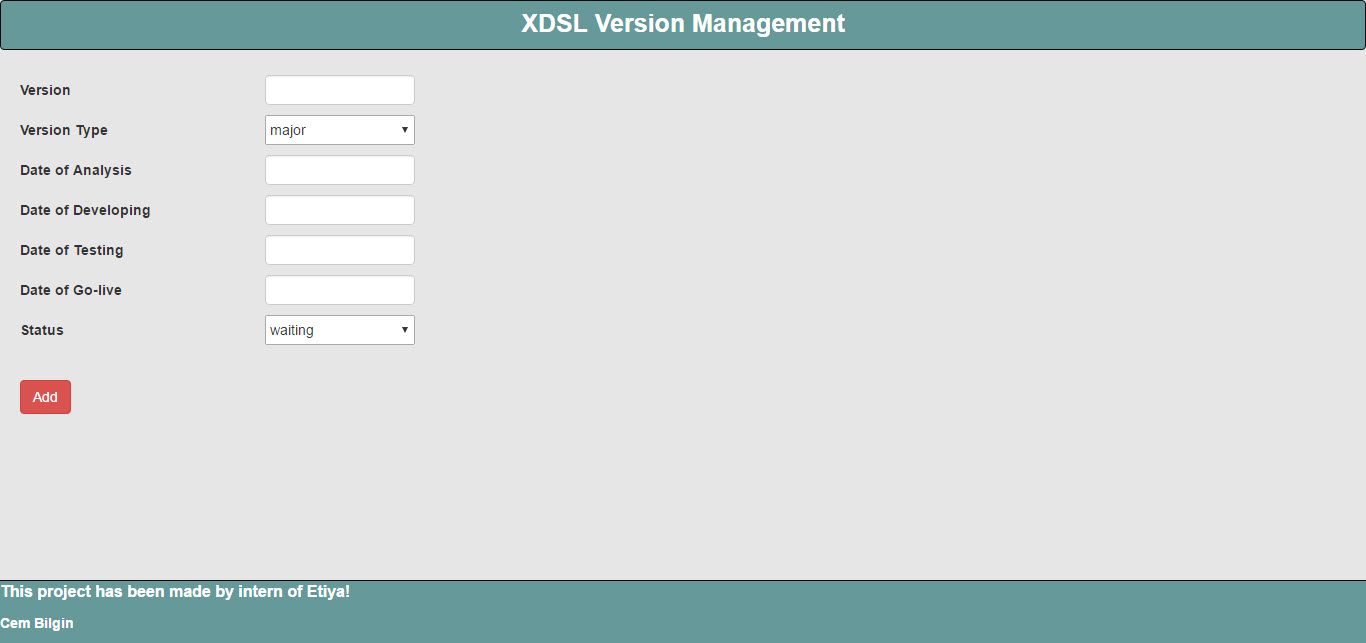 XDSL Version Management
Version
Version Type major
Date of Analysis
Date of Developing
Date of Testing
Date of Go-live
Status waiting
Add
This project has been made by intern of Etiya!
Cem Bilgin